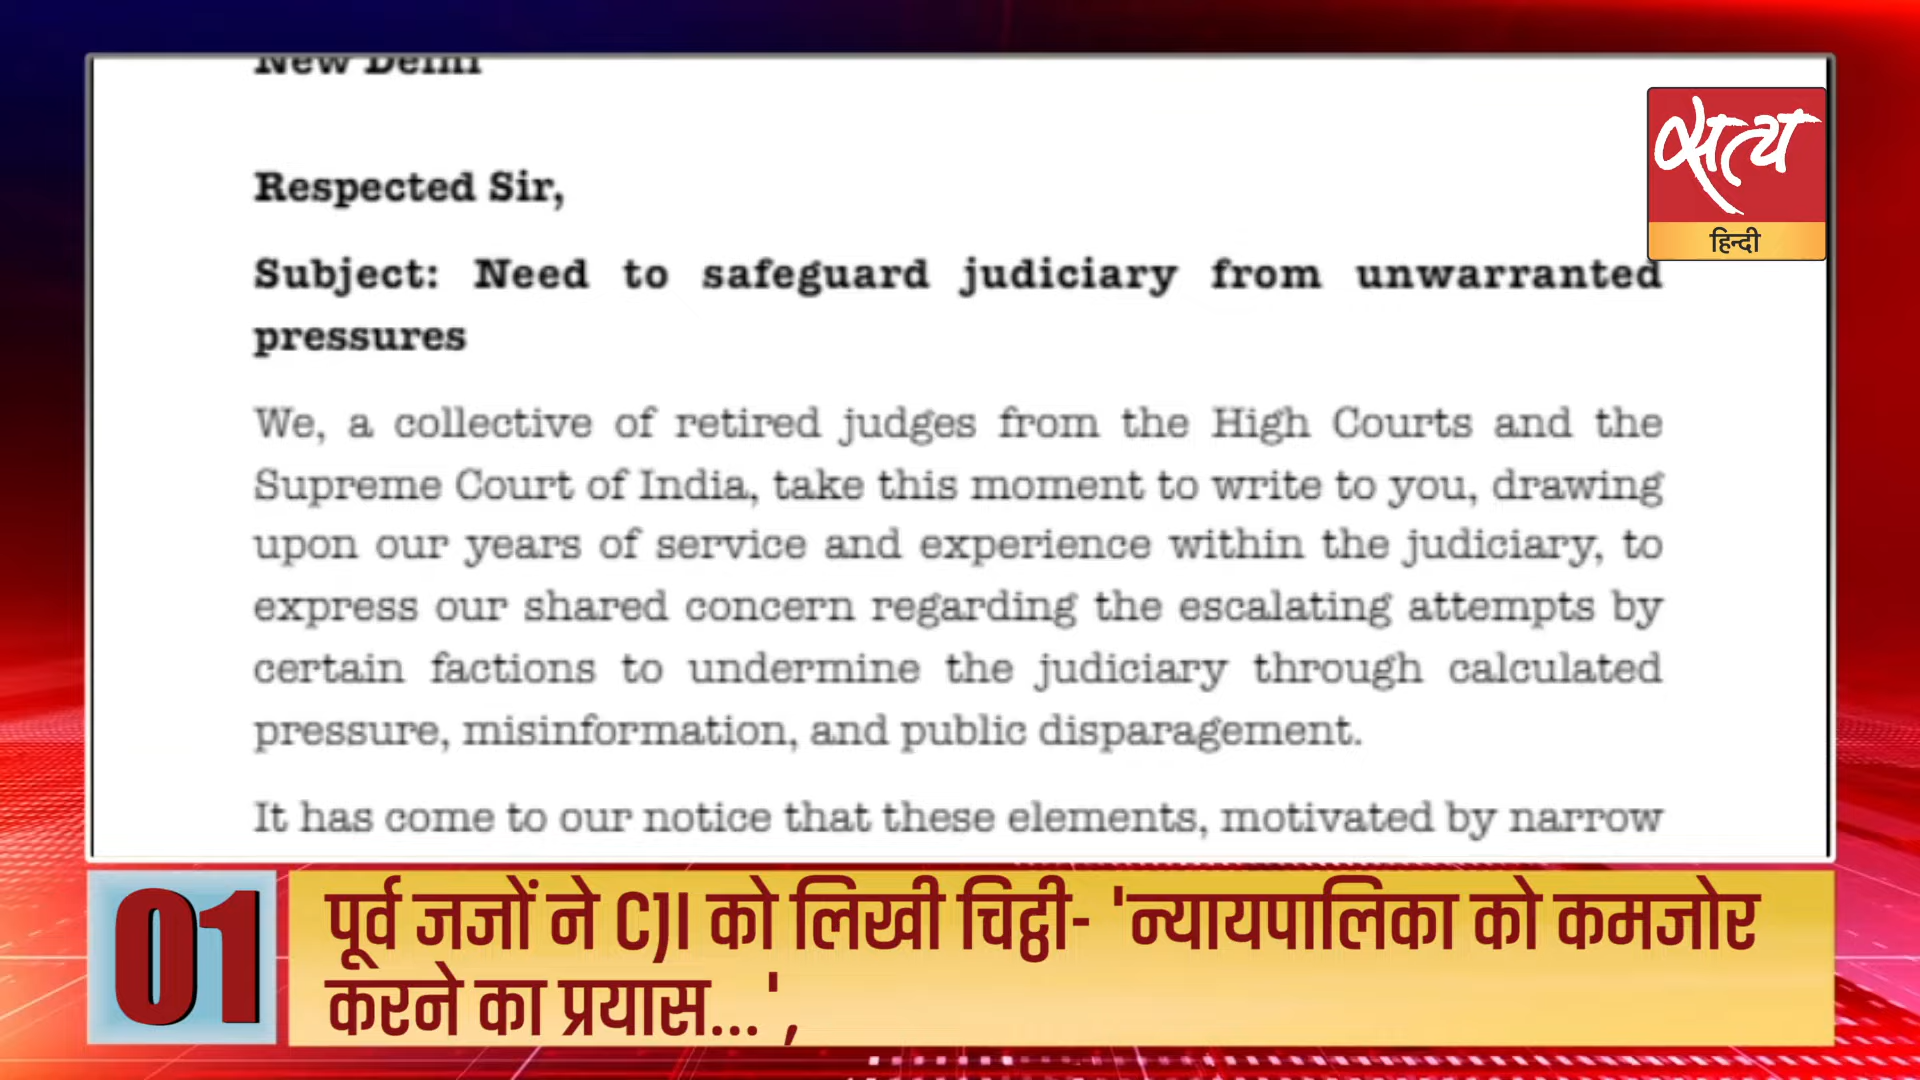 New Delhi
Respected Sir,
Subject: Need to safeguard judiciary from unwarranted
pressures
We, a collective of retired judges from the High Courts and the
Supreme Court of India, take this moment to write to you, drawing
upon our years of service and experience within the judiciary, to
express our shared concern regarding the escalating attempts by
certain factions to undermine the judiciary through calculated
pressure, misinformation, and public disparagement.
It has come to our notice that these elements, motivated by narrow
सत्य
हिन्दी
01
पूर्व जजों ने CJI को लिखी चिट्ठी- 'न्यायपालिका को कमजोर
करने का प्रयास...',